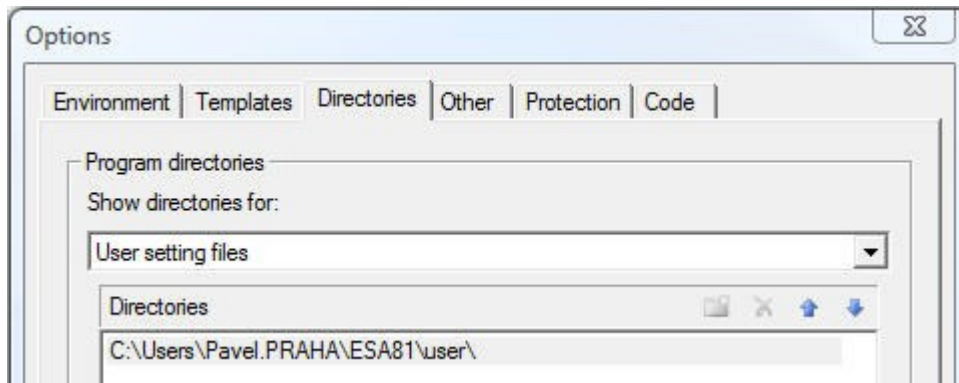 Options
Environment Templates Directories Other Protection Code
Program directories
Show directories for:
User setting files
Directories
C:\Users\Pavel.PRAHA\ESA81\user\